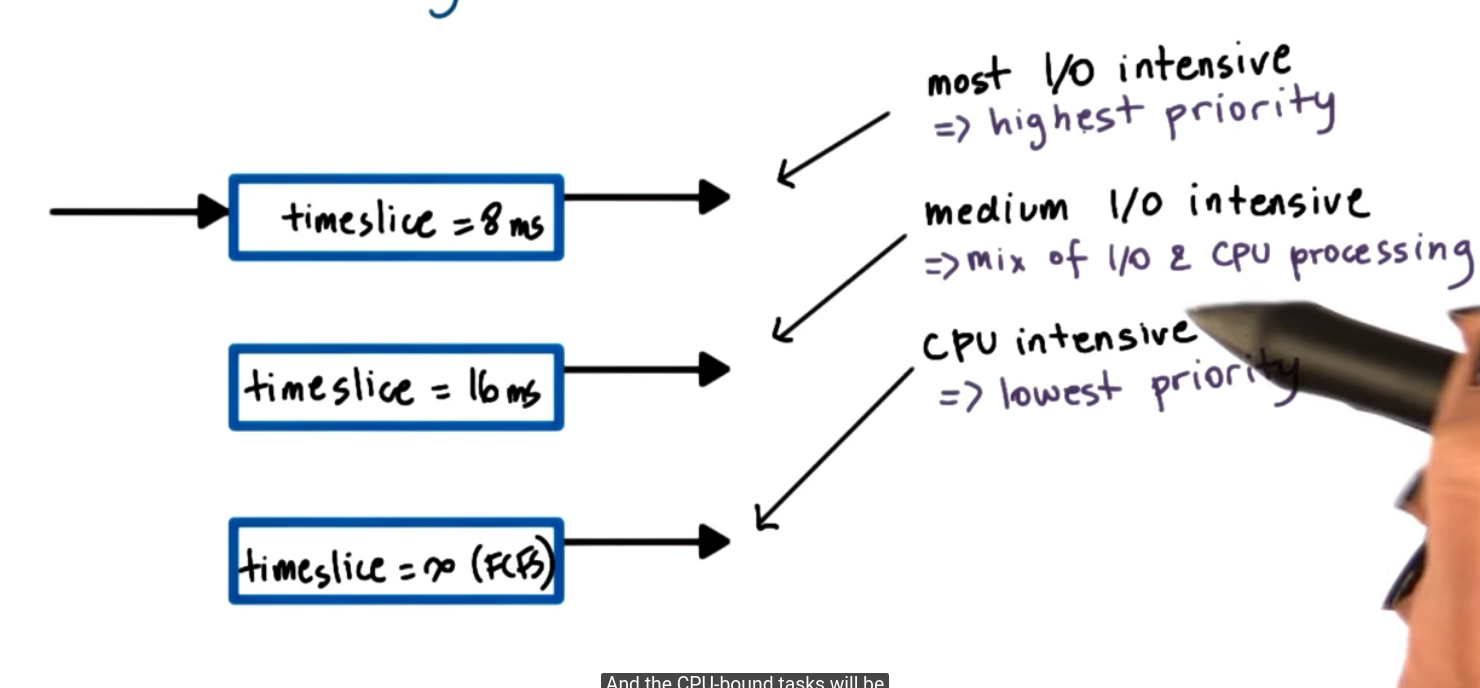 most I/O intensive
=> highest priority
timeslice = 8 ms
medium I/O intensive
=> mix of I/O & CPU processing
CPU intensive
=> lowest priority
timeslice = 16 ms
timeslice = ∞ (FCFS)
And the CPU-bound tasks will be